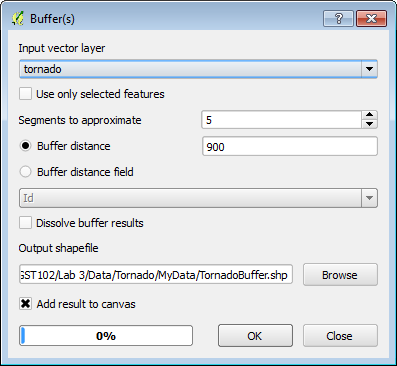 Buffer(s)
Input vector layer
tornado
Use only selected features
Segments to approximate
5
Buffer distance
900
Buffer distance field
Id
Dissolve buffer results
Output shapefile
GST102/Lab 3/Data/Tornado/MyData/TornadoBuffer.shp
Browse
Add result to canvas
0%
OK
Close